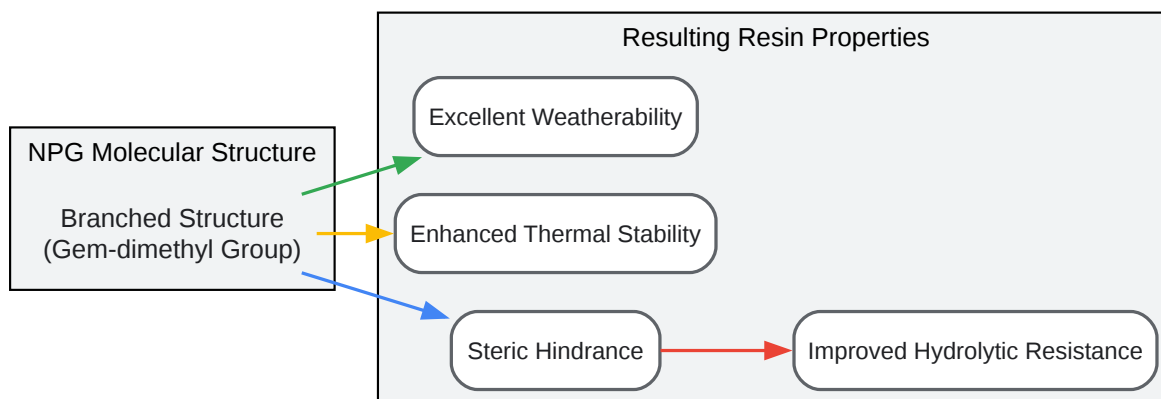 Resulting Resin Properties
Excellent Weatherability
NPG Molecular Structure
Branched Structure
(Gem-dimethyl Group)
Enhanced Thermal Stability
Steric Hindrance
Improved Hydrolytic Resistance